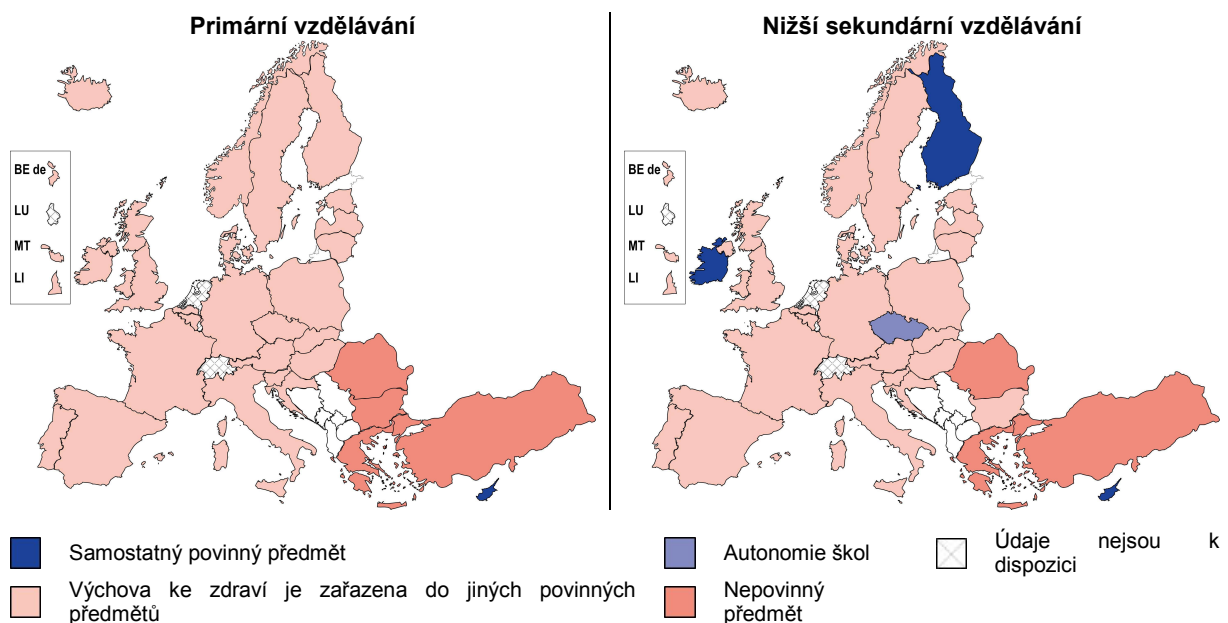 Primární vzdělávání
Nižší sekundární vzdělávání
BE de
LU
MT
LI
BE de
LU
MT
LI
Samostatný povinný předmět
Výchova ke zdraví je zařazena do jiných povinných
předmětů
Autonomie škol
Nepovinný
předmět
Údaje nejsou k
dispozici